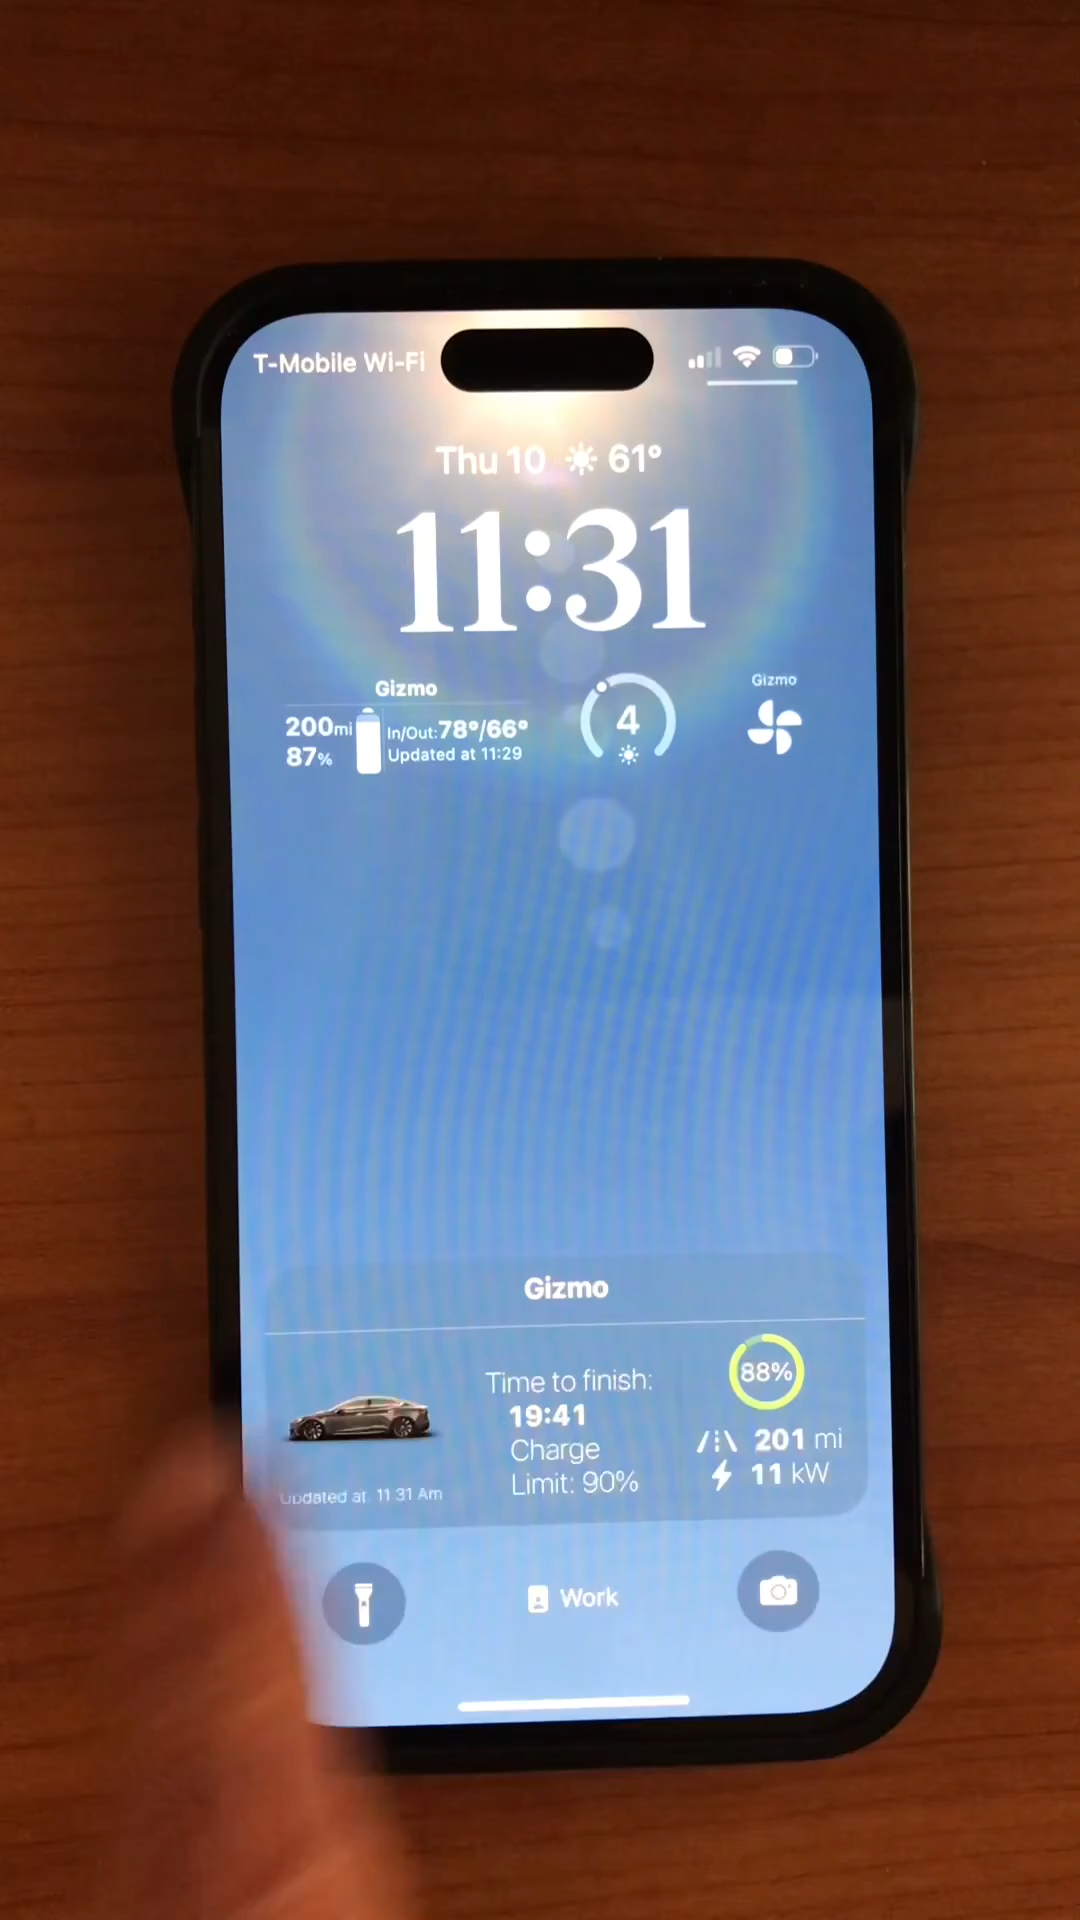 T-Mobile Wi-Fi
Thu 10 61°
11:31
Gizmo
200mi
87%
In/Out:78°/66°
Updated at 11:29
4
Gizmo
Gizmo
Time to finish:
19:41
Charge
Limit: 90%
88%
201 mi
11 kW
Updated at: 11:31 Am
Work